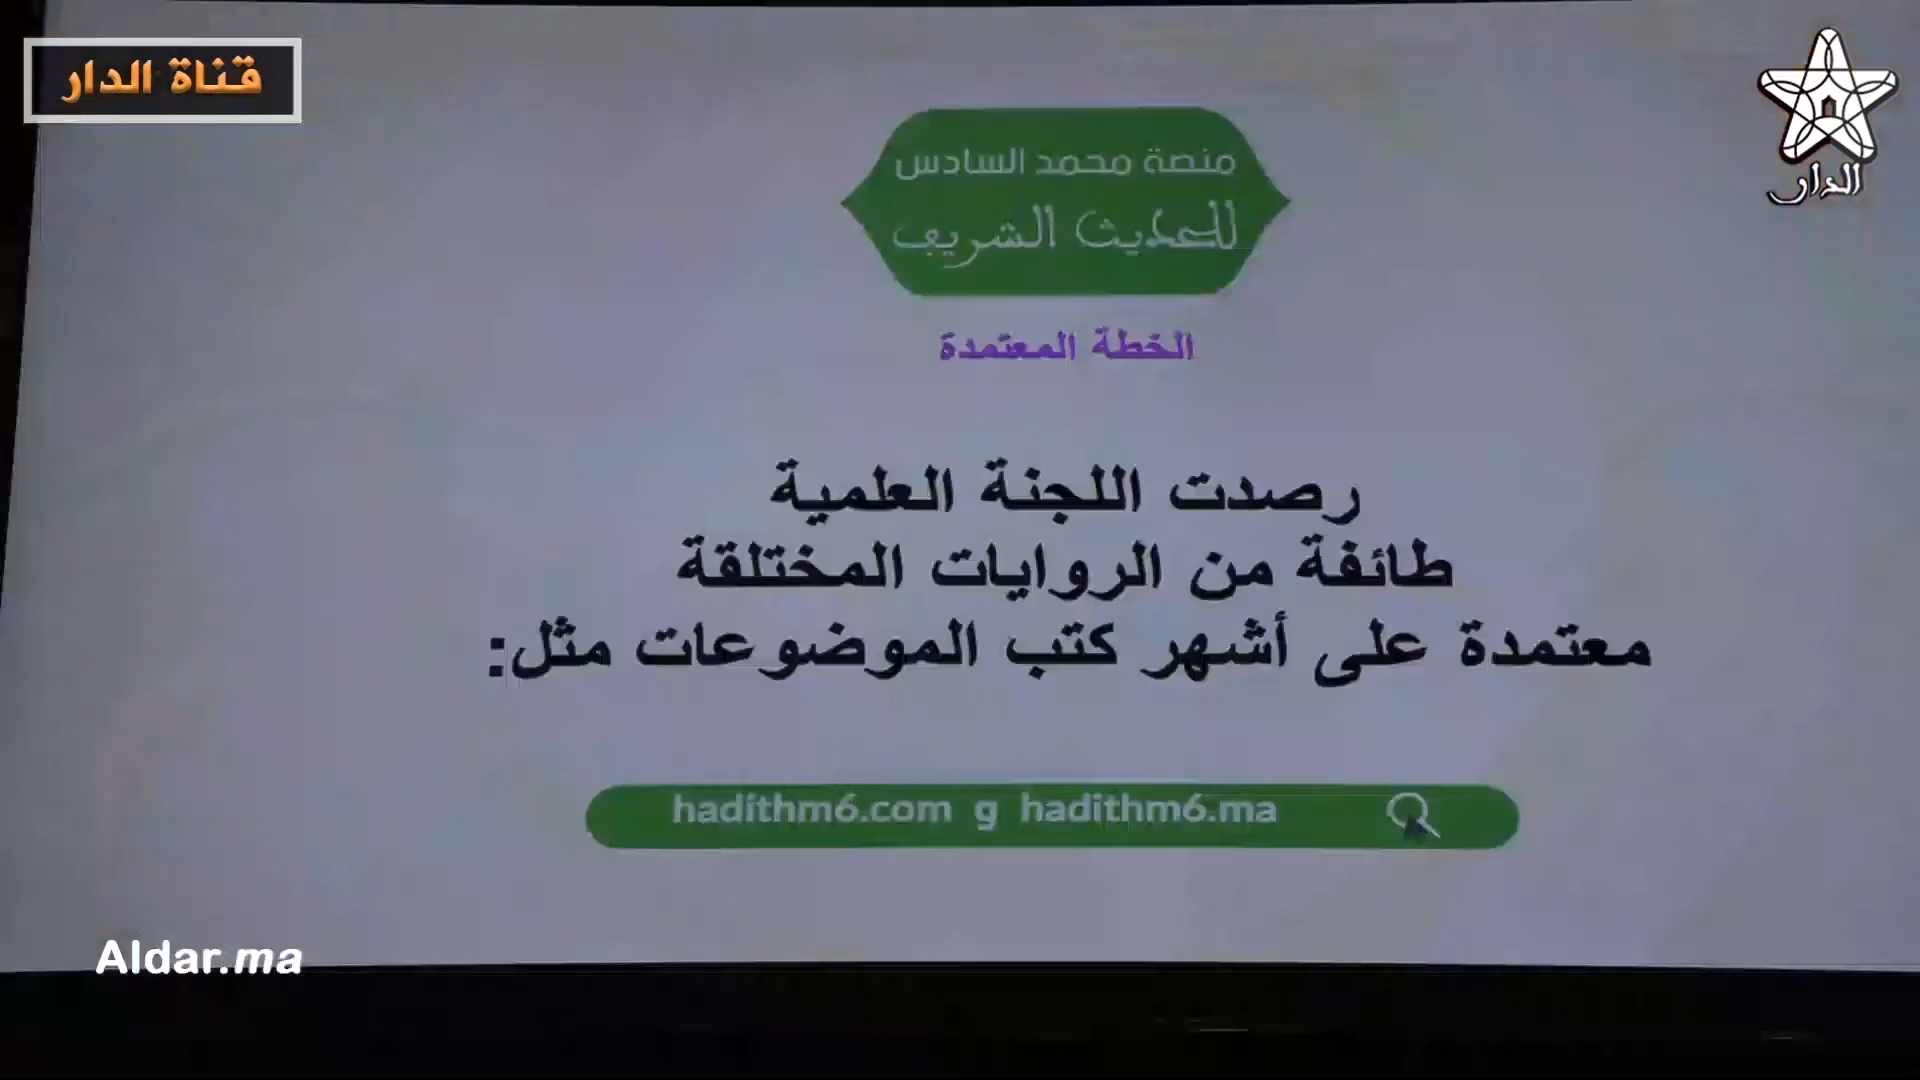 قناة الدار
الدار
منصة محمد السادس
للحديث الشريف
الخطة المعتمدة
رصدت اللجنة العلمية
طائفة من الروايات المختلقة
معتمدة على أشهر كتب الموضوعات مثل:
hadithm6.com و hadithm6.ma
Aldar.ma